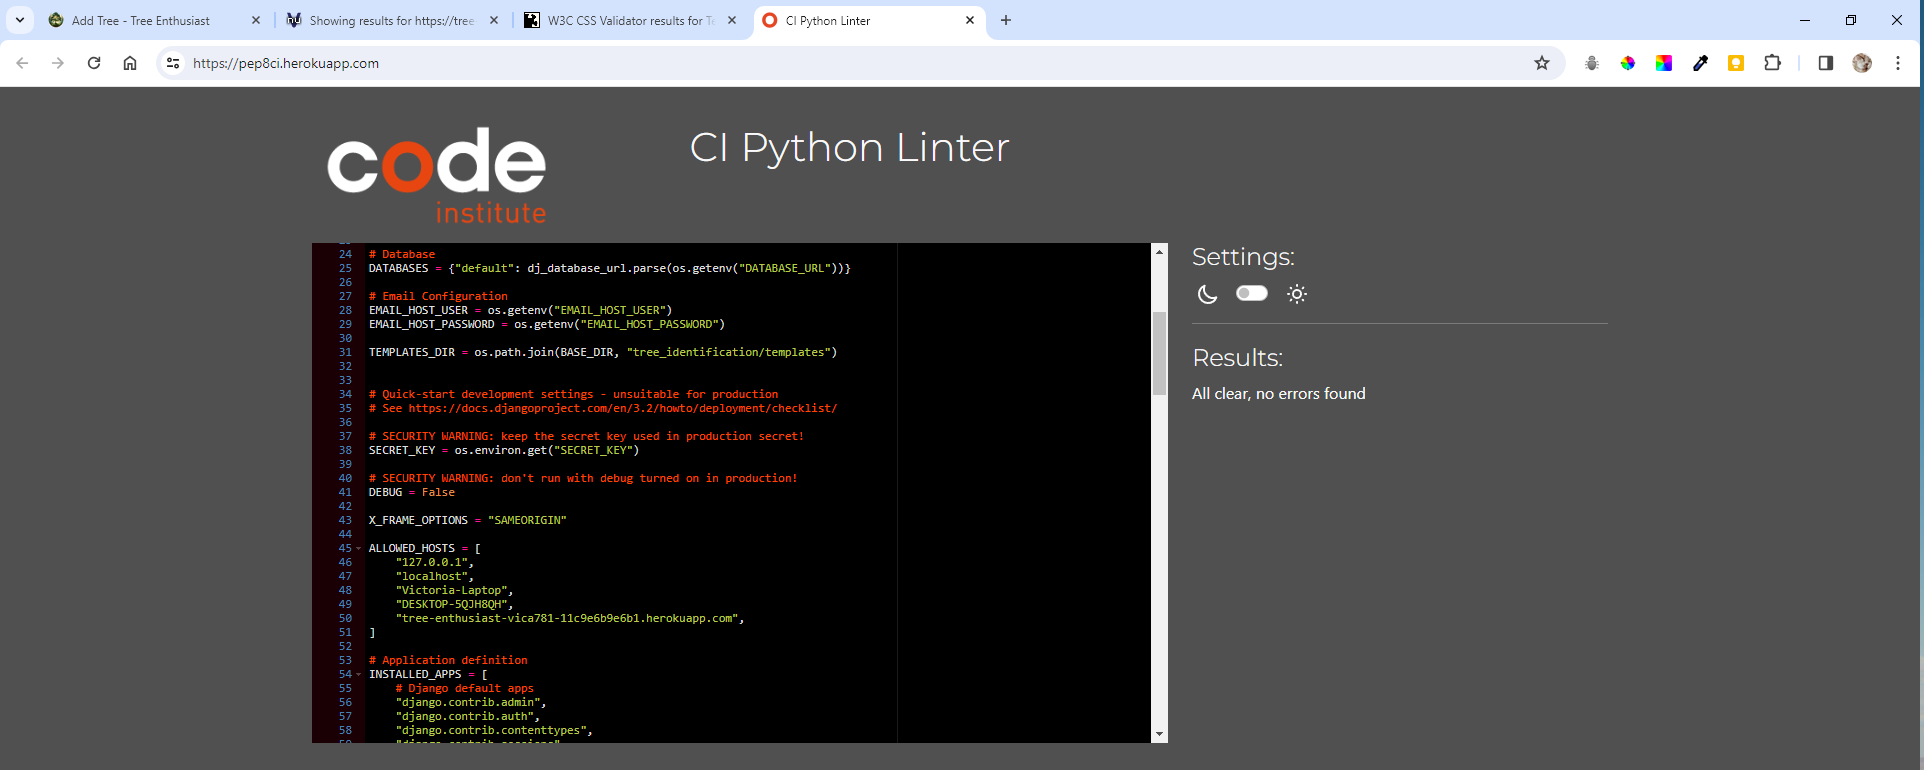 Add Tree - Tree Enthusiast
Showing results for https://tree-
W3C CSS Validator results for Te
CI Python Linter
https://pep8ci.herokuapp.com
code
institute
CI Python Linter
24 # Database
25 DATABASES = {"default": dj_database_url.parse(os.getenv("DATABASE_URL"))}
26
27 # Email Configuration
28 EMAIL_HOST_USER = os.getenv("EMAIL_HOST_USER")
29 EMAIL_HOST_PASSWORD = os.getenv("EMAIL_HOST_PASSWORD")
30
31 TEMPLATES_DIR = os.path.join(BASE_DIR, "tree_identification/templates")
32
33
34 # Quick-start development settings - unsuitable for production
35 # See https://docs.djangoproject.com/en/3.2/howto/deployment/checklist/
36
37 # SECURITY WARNING: keep the secret key used in production secret!
38 SECRET_KEY = os.environ.get("SECRET_KEY")
39
40 # SECURITY WARNING: don't run with debug turned on in production!
41 DEBUG = False
42
43 X_FRAME_OPTIONS = "SAMEORIGIN"
44
45 ALLOWED_HOSTS = [
46 "127.0.0.1",
47 "localhost",
48 "Victoria-Laptop",
49 "DESKTOP-5QJH8QH",
50 "tree-enthusiast-vica781-11c9e6b9e6b1.herokuapp.com",
51 ]
52
53 # Application definition
54 INSTALLED_APPS = [
55 # Django default apps
56 "django.contrib.admin",
57 "django.contrib.auth",
58 "django.contrib.contenttypes",
Settings:
Results:
All clear, no errors found